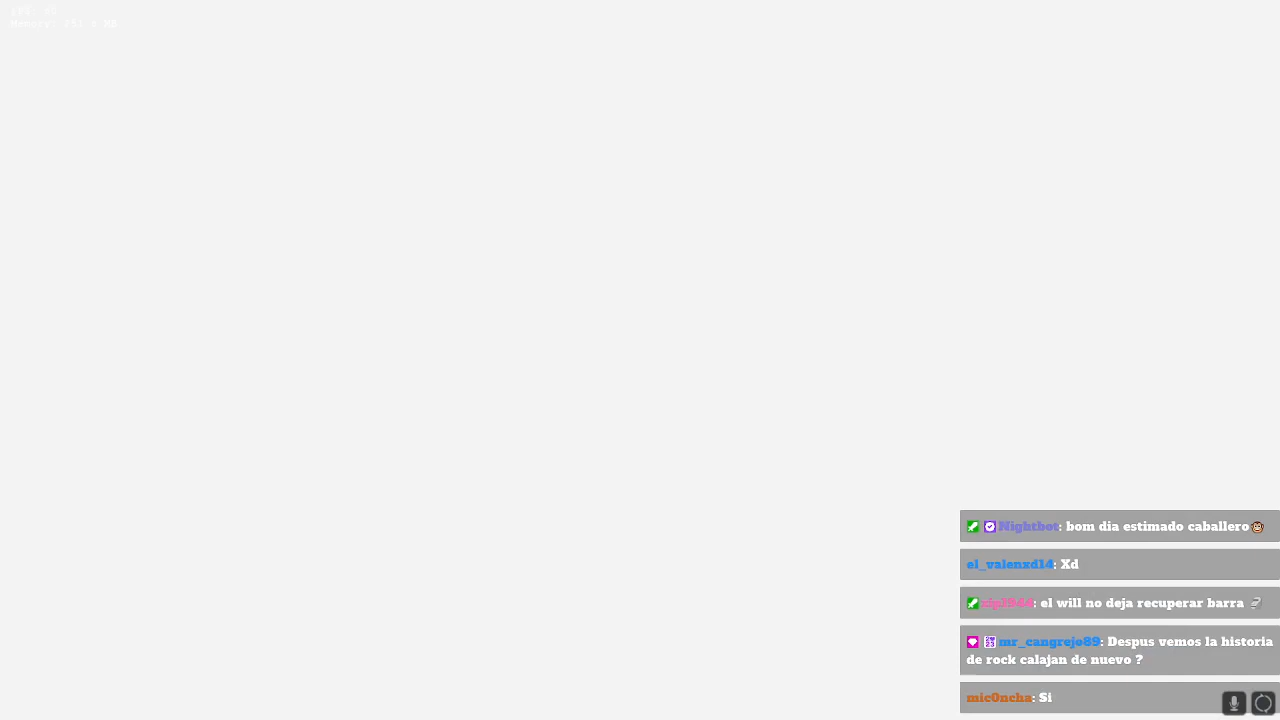 Nightbot: bom dia estimado caballero
el_valenxd14: Xd
: el will no deja recuperar barra
mr_cangrejo89: Despus vemos la historia
de rock calajan de nuevo ?
mic0ncha: Si